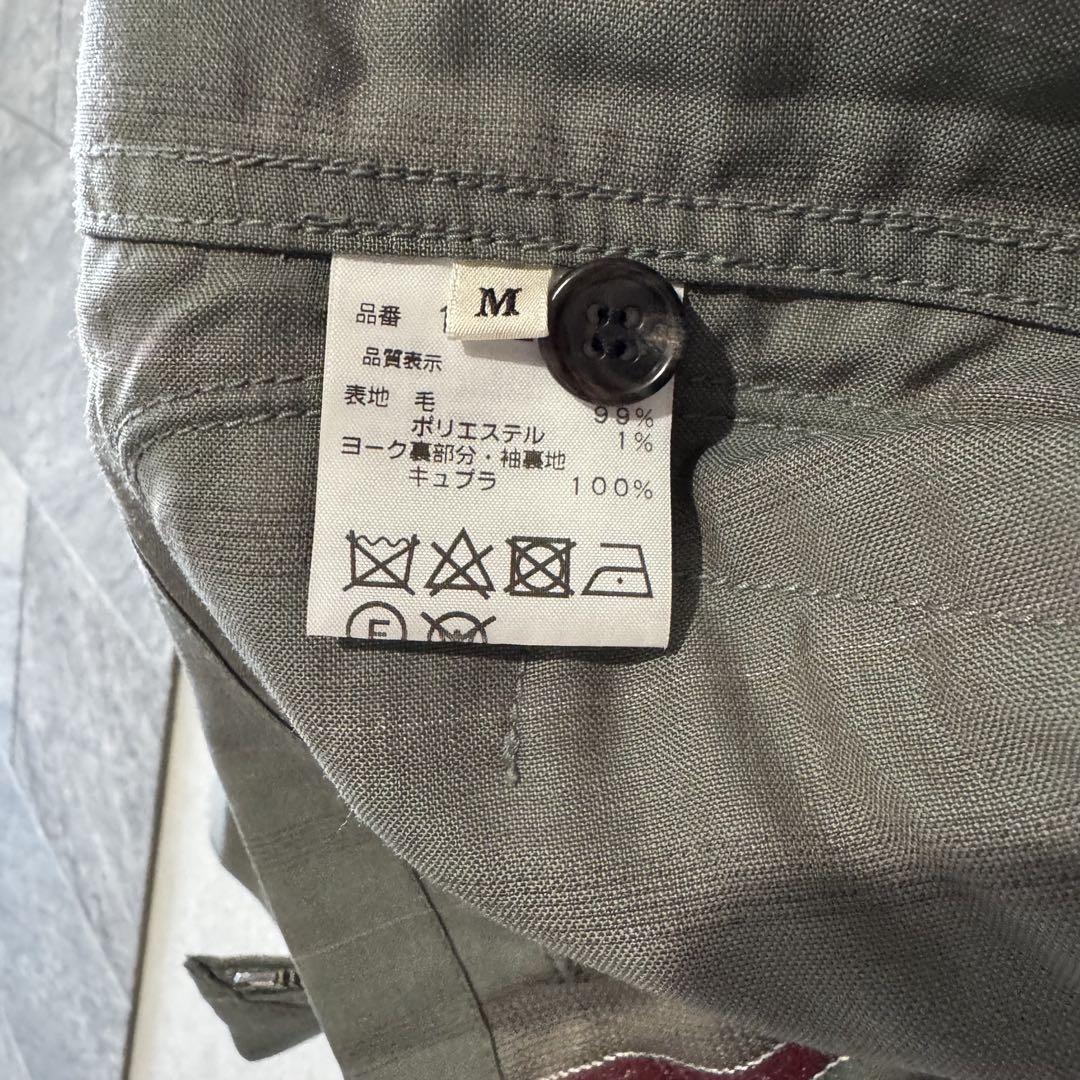 M
品番
品質表示
表地 毛 99%
ポリエステル 1%
ヨーク裏部分・袖裏地
キュプラ 100%
F
W